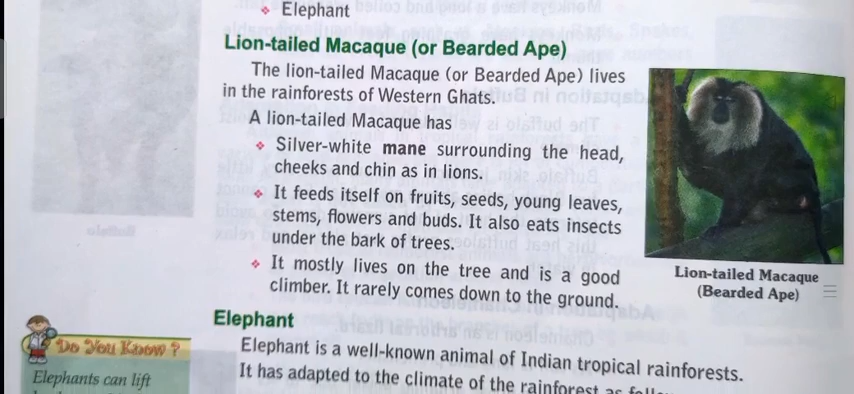 ❖ Elephant
Lion-tailed Macaque (or Bearded Ape)
The lion-tailed Macaque (or Bearded Ape) lives
in the rainforests of Western Ghats.
A lion-tailed Macaque has
❖ Silver-white mane surrounding the head,
cheeks and chin as in lions.
❖ It feeds itself on fruits, seeds, young leaves,
stems, flowers and buds. It also eats insects
under the bark of trees.
❖ It mostly lives on the tree and is a good
climber. It rarely comes down to the ground.
Lion-tailed Macaque
(Bearded Ape)
Elephant
Elephant is a well-known animal of Indian tropical rainforests.
It has adapted to the climate of the rainforest as
Do You Know ?
Elephants can lift